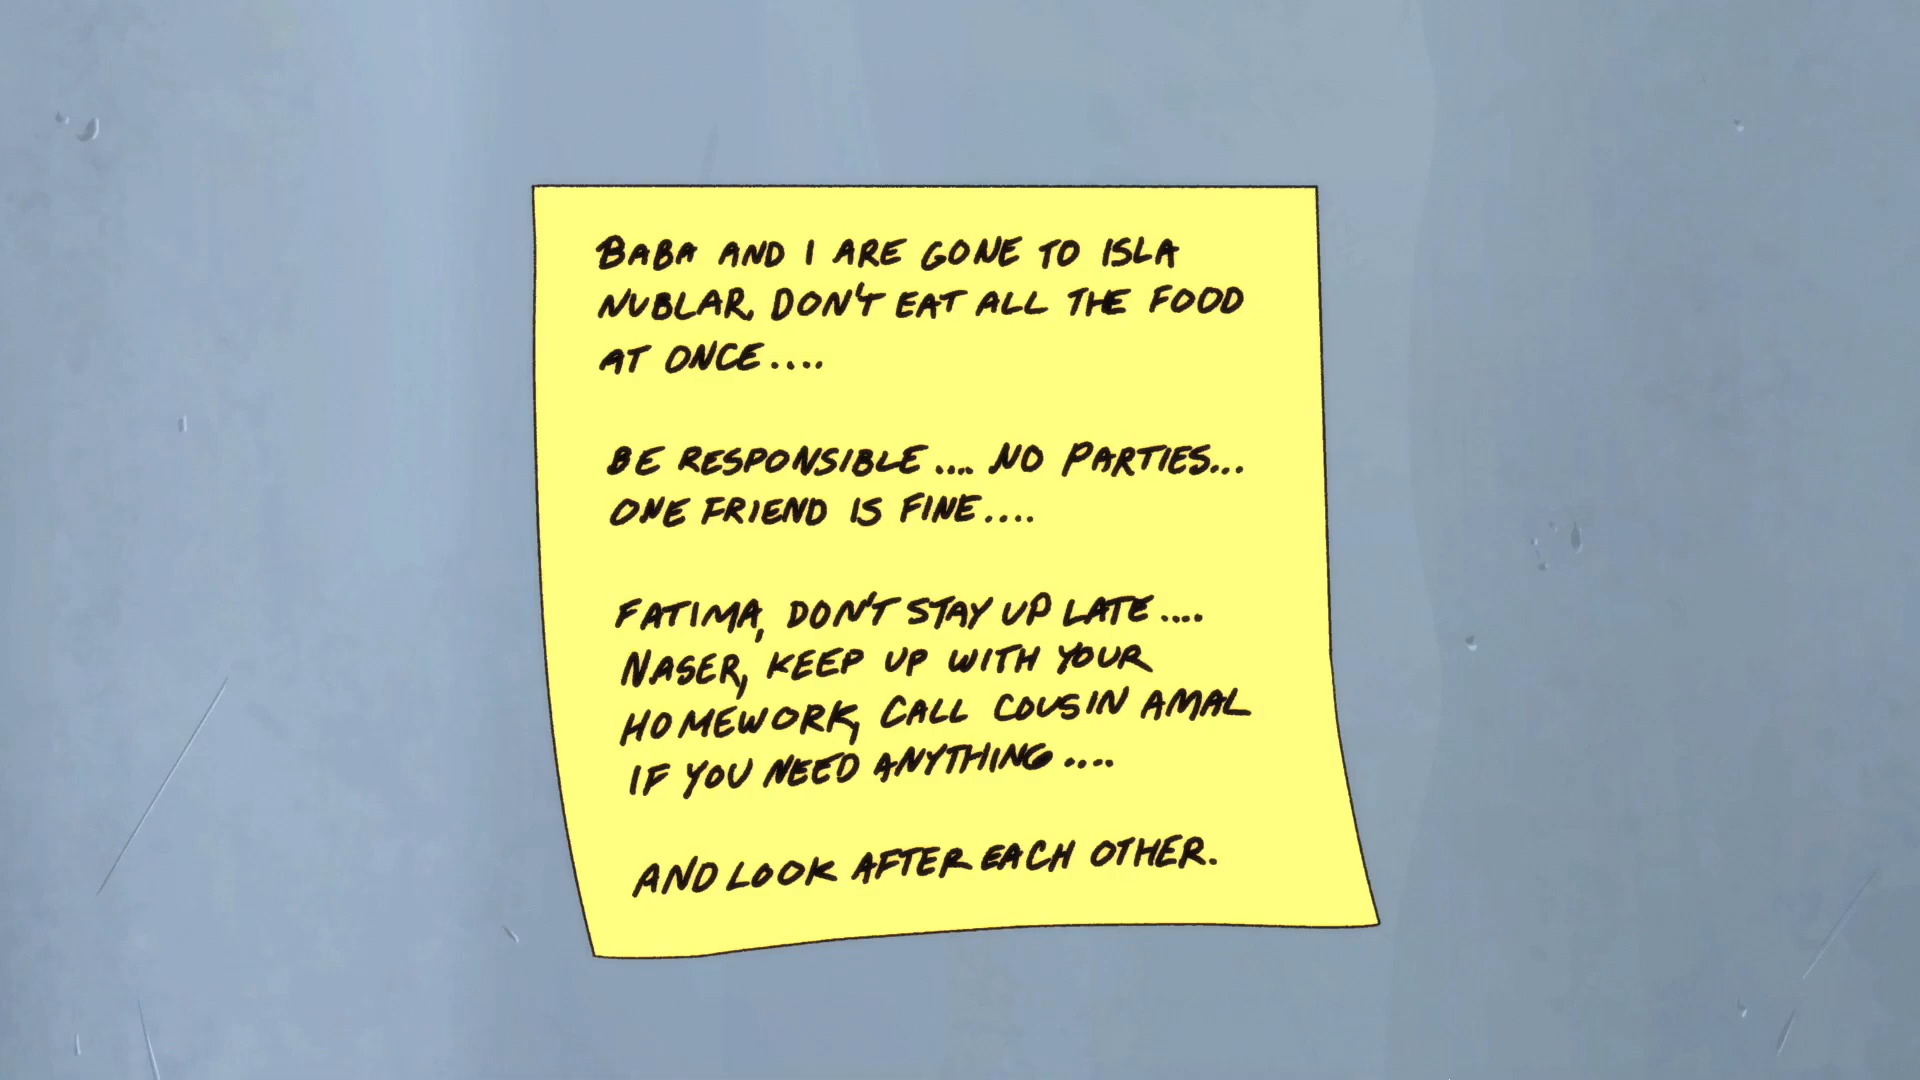 BABA AND I ARE GONE TO ISLA
NUBLAR, DON'T EAT ALL THE FOOD
AT ONCE....
BE RESPONSIBLE.... NO PARTIES...
ONE FRIEND IS FINE....
FATIMA, DON'T STAY UP LATE....
NASER, KEEP UP WITH YOUR
HOMEWORK, CALL COUSIN AMAL
IF YOU NEED ANYTHING....
AND LOOK AFTER EACH OTHER.